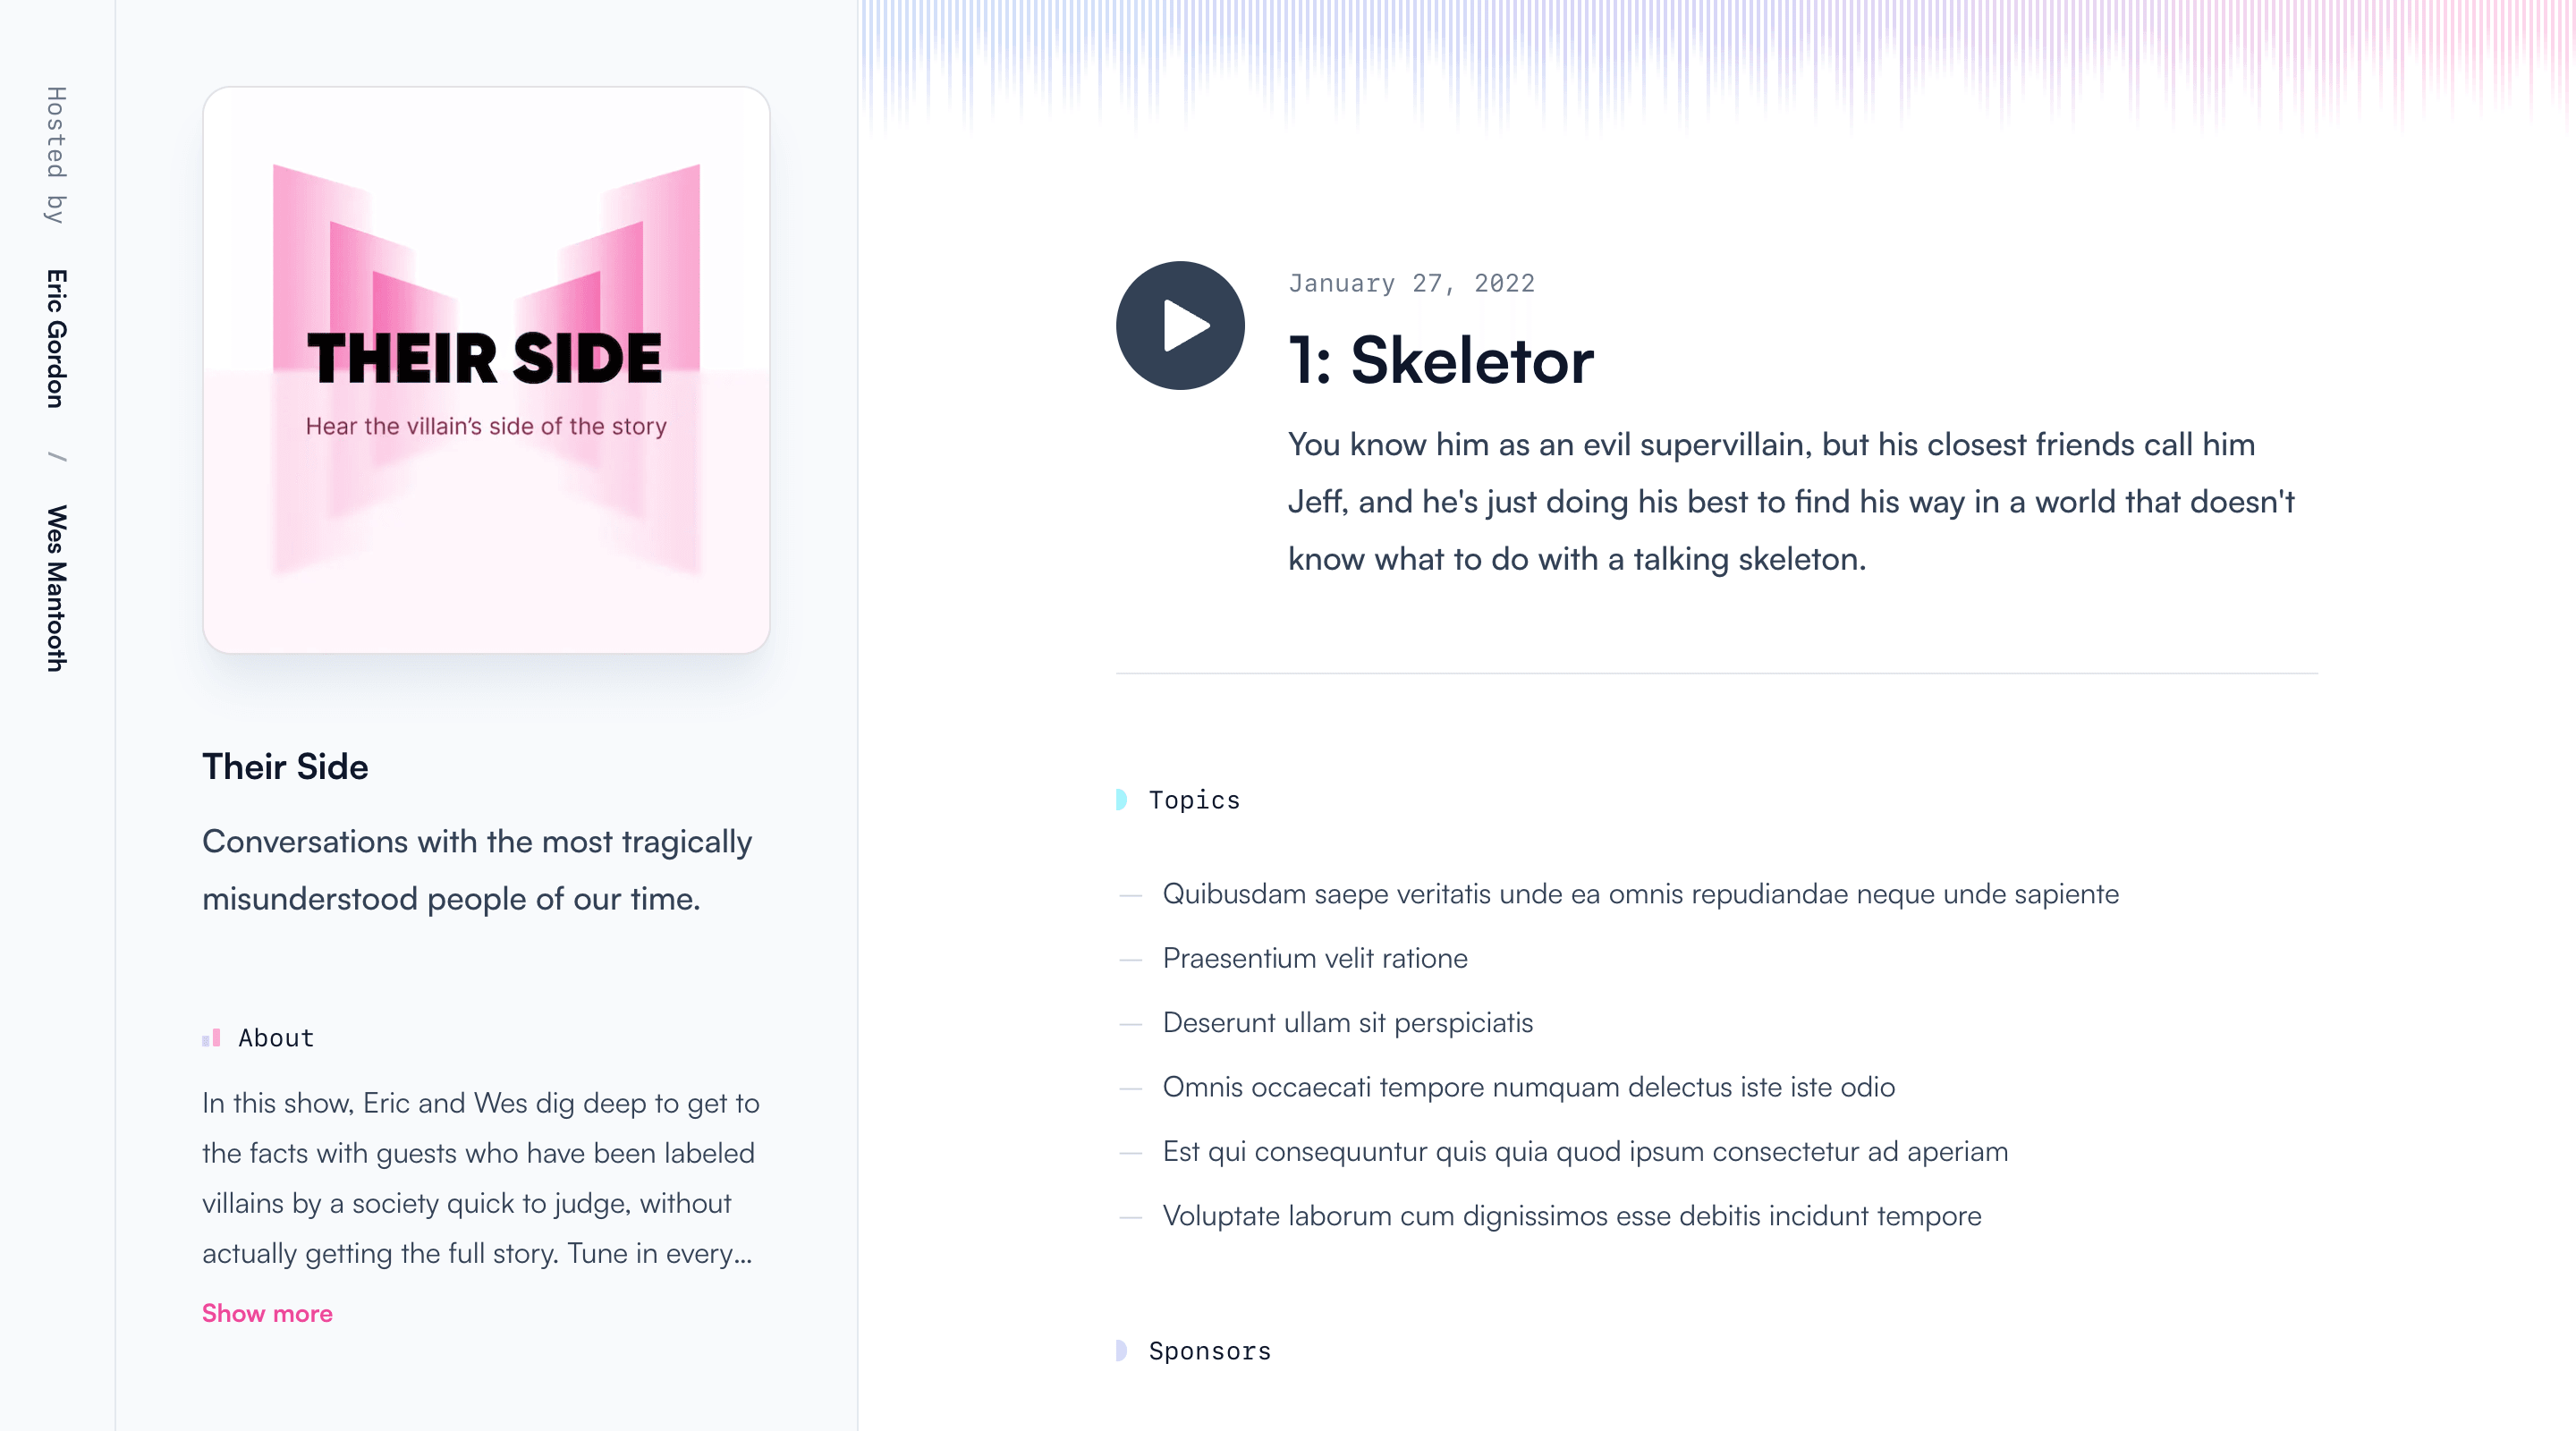 Hosted by Eric Gordon / Wes Mantooth
THEIR SIDE
Hear the villain’s side of the story
Their Side
Conversations with the most tragically
misunderstood people of our time.
About
In this show, Eric and Wes dig deep to get to
the facts with guests who have been labeled
villains by a society quick to judge, without
actually getting the full story. Tune in every…
Show more
January 27, 2022
1: Skeletor
You know him as an evil supervillain, but his closest friends call him
Jeff, and he's just doing his best to find his way in a world that doesn't
know what to do with a talking skeleton.
Topics
— Quibusdam saepe veritatis unde ea omnis repudiandae neque unde sapiente
— Praesentium velit ratione
— Deserunt ullam sit perspiciatis
— Omnis occaecati tempore numquam delectus iste iste odio
— Est qui consequuntur quis quia quod ipsum consectetur ad aperiam
— Voluptate laborum cum dignissimos esse debitis incidunt tempore
Sponsors